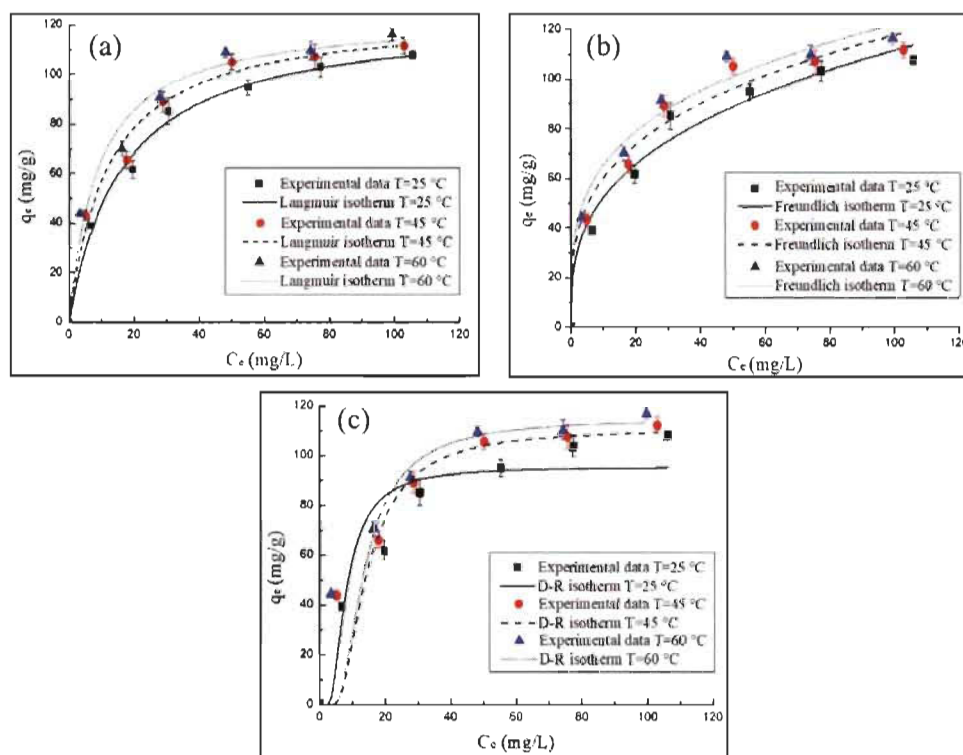 (a)
120
100
80
60
40
20
0
qe (mg/g)
Experimental data T=25 °C
Langmuir isotherm T=25 °C
Experimental data T=45 °C
Langmuir isotherm T=45 °C
Experimental data T=60 °C
Langmuir isotherm T=60 °C
0 20 40 60 80 100 120
Ce (mg/L)
(b)
120
100
80
60
40
20
0
qe (mg/g)
Experimental data T=25 °C
Freundlich isotherm T=25 °C
Experimental data T=45 °C
Freundlich isotherm T=45 °C
Experimental data T=60 °C
Freundlich isotherm T=60 °C
0 20 40 60 80 100 120
Ce (mg/L)
(c)
120
100
80
60
40
20
0
qe (mg/g)
Experimental data T=25 °C
D-R isotherm T=25 °C
Experimental data T=45 °C
D-R isotherm T=45 °C
Experimental data T=60 °C
D-R isotherm T=60 °C
0 20 40 60 80 100 120
Ce (mg/L)